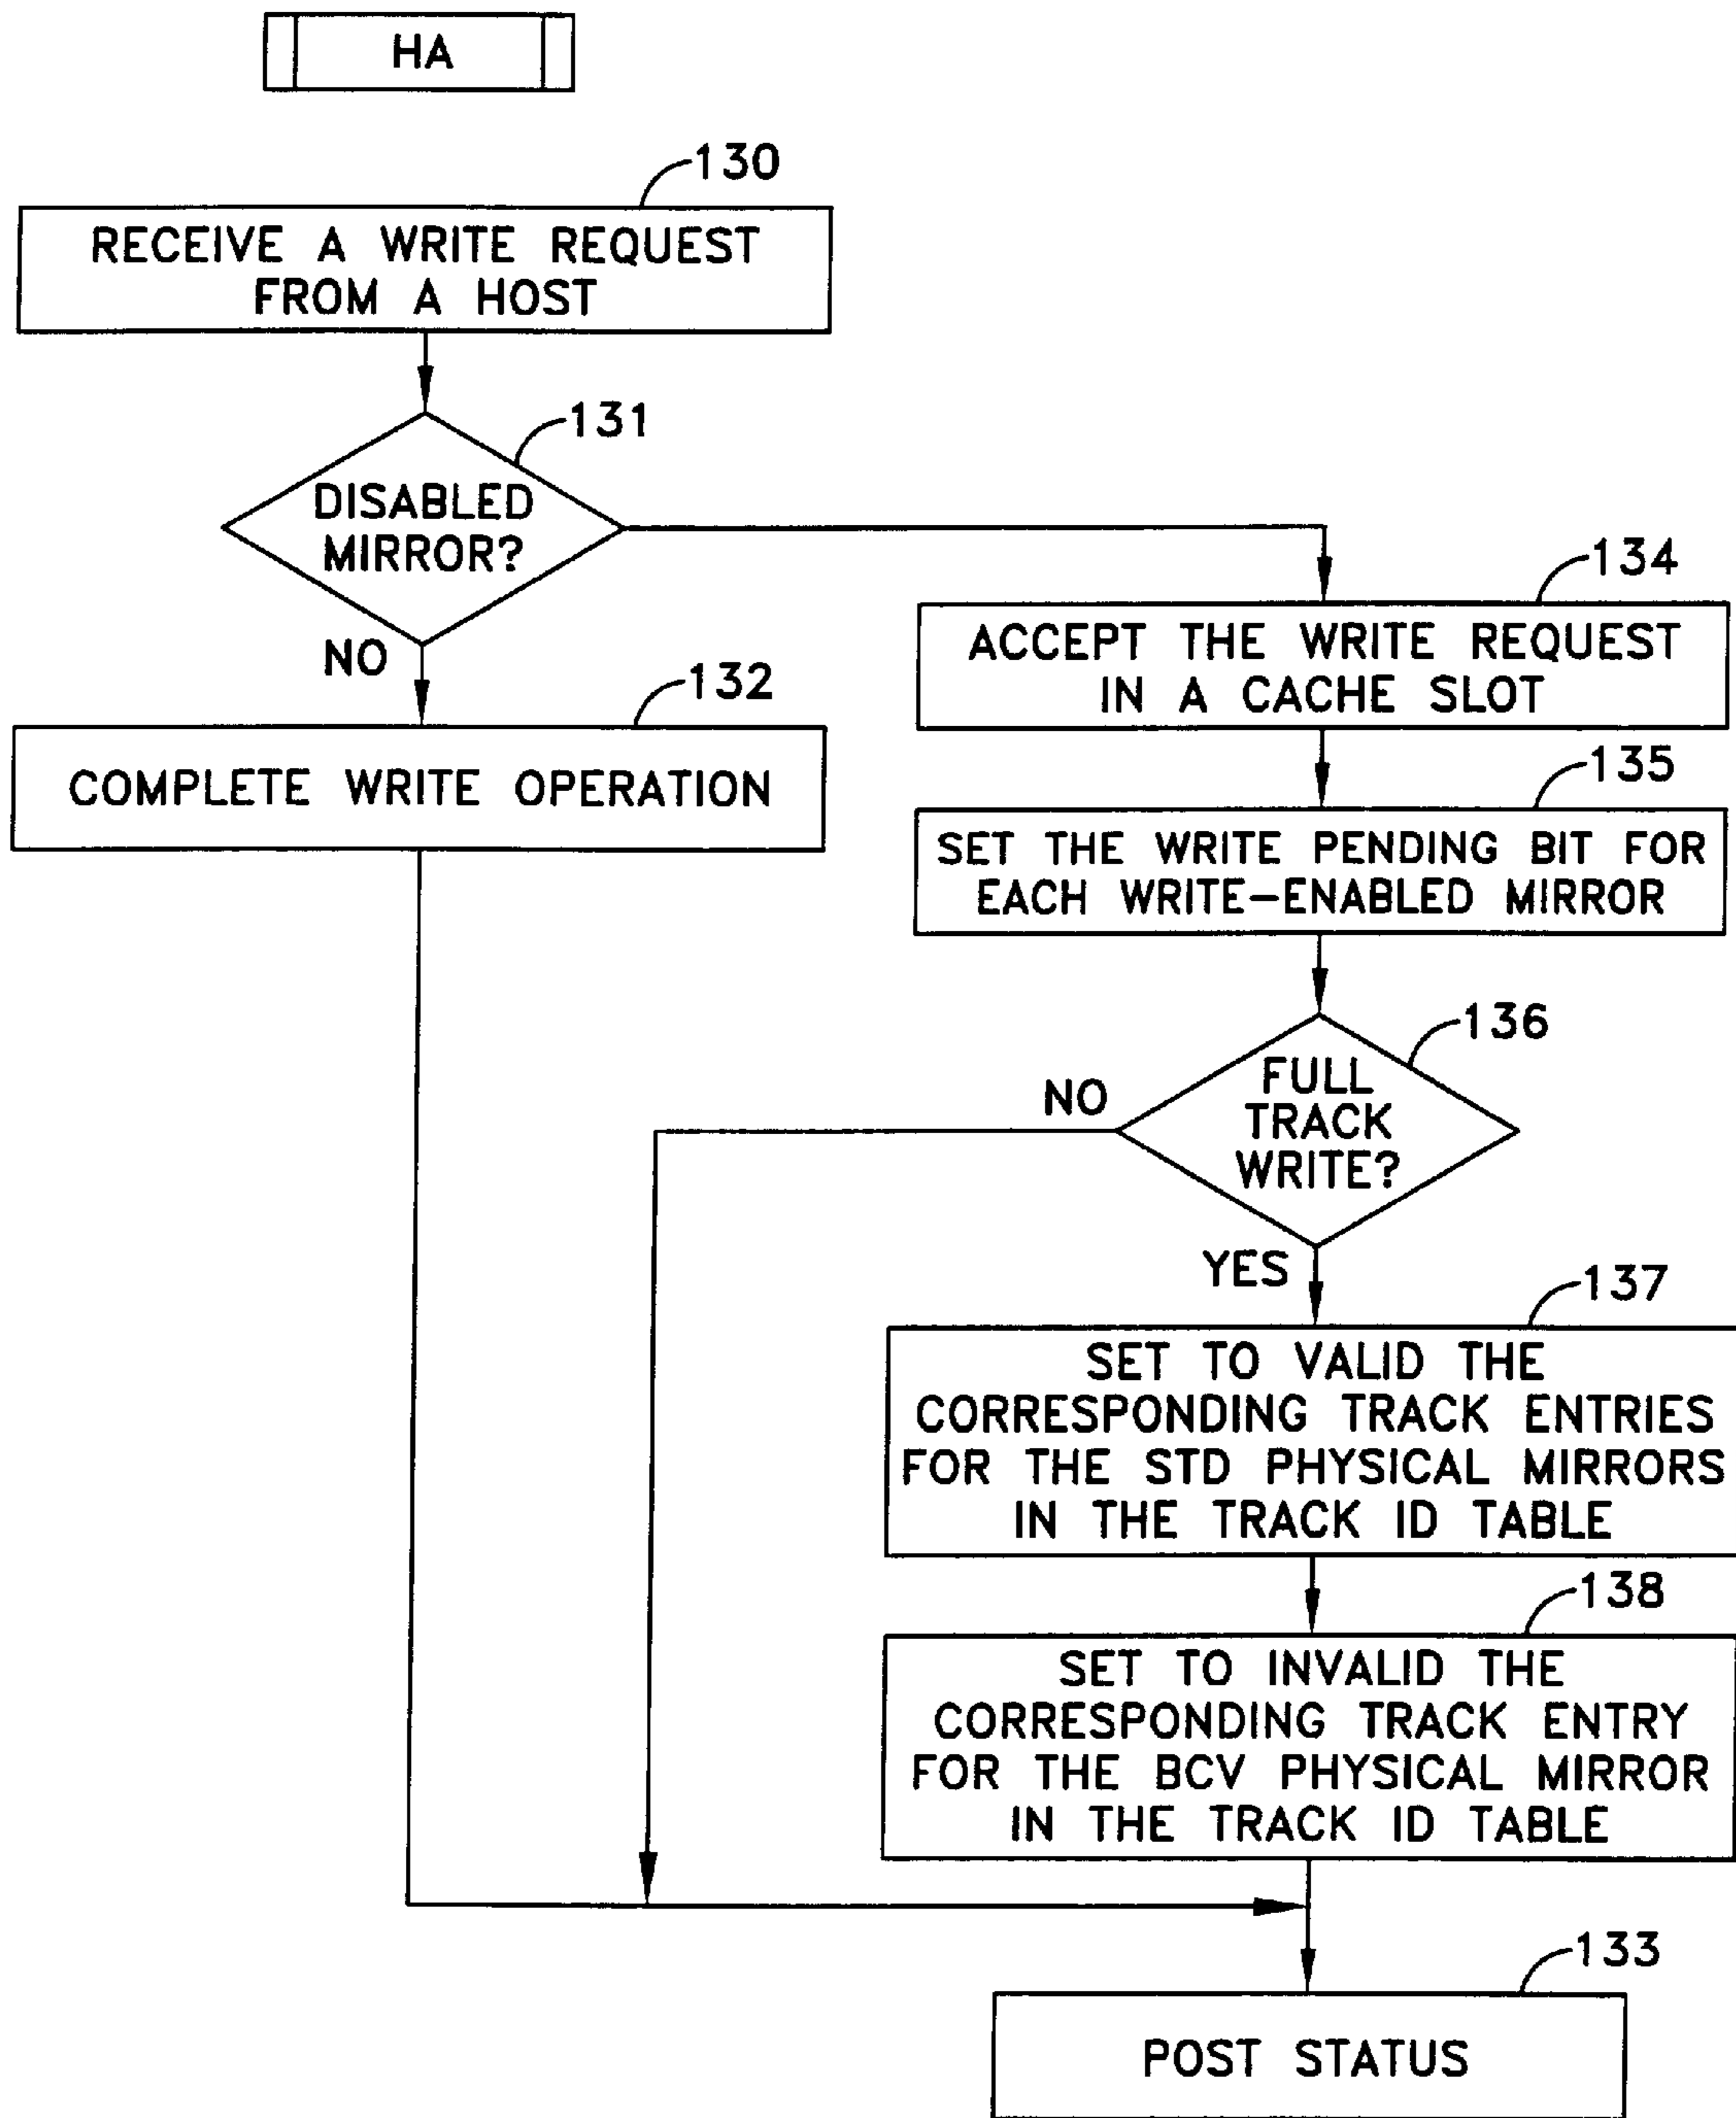 HA
130
RECEIVE A WRITE REQUEST
FROM A HOST
131
DISABLED
MIRROR?
NO
132
COMPLETE WRITE OPERATION
134
ACCEPT THE WRITE REQUEST
IN A CACHE SLOT
135
SET THE WRITE PENDING BIT FOR
EACH WRITE-ENABLED MIRROR
136
FULL
TRACK
WRITE?
NO
YES
137
SET TO VALID THE
CORRESPONDING TRACK ENTRIES
FOR THE STD PHYSICAL MIRRORS
IN THE TRACK ID TABLE
138
SET TO INVALID THE
CORRESPONDING TRACK ENTRY
FOR THE BCV PHYSICAL MIRROR
IN THE TRACK ID TABLE
133
POST STATUS